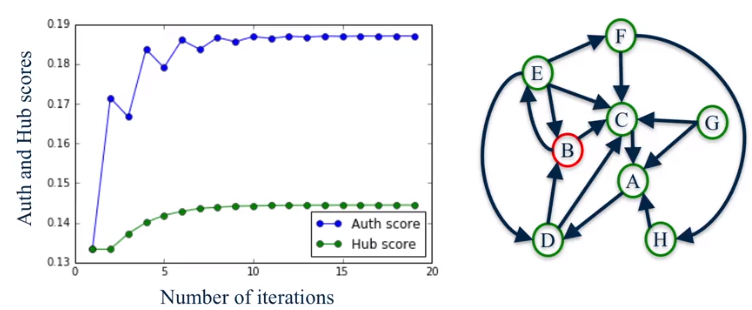 Auth and Hub scores
0.19
0.18
0.17
0.16
0.15
0.14
0.13
0
5
10
15
20
Auth score
Hub score
Number of iterations
F
E
C
G
B
A
D
H